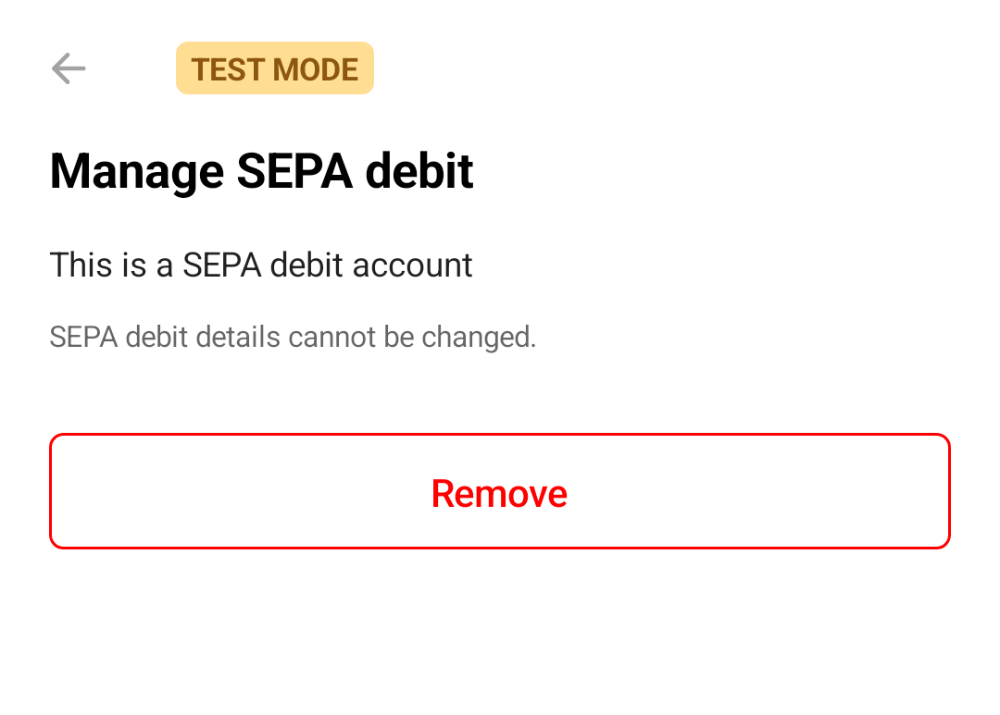 TEST MODE
Manage SEPA debit
This is a SEPA debit account
SEPA debit details cannot be changed.
Remove